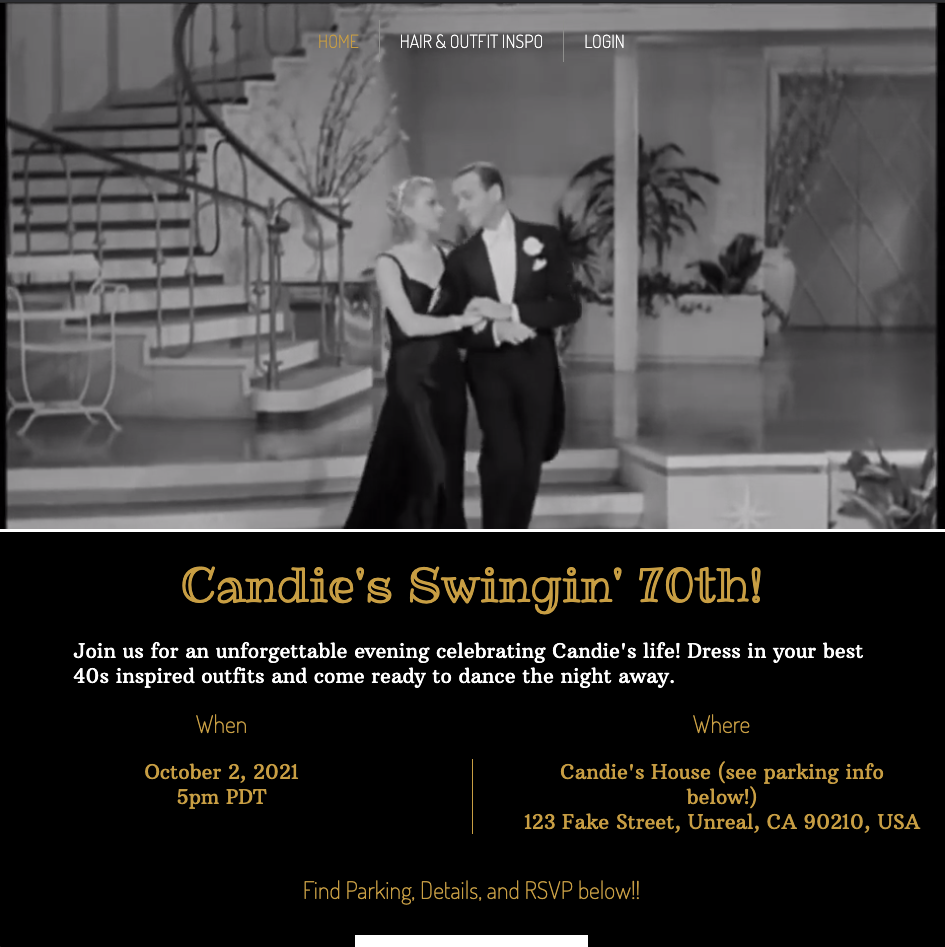 HOME
HAIR & OUTFIT INSPO
LOGIN
Candie's Swingin' 70th!
Join us for an unforgettable evening celebrating Candie's life! Dress in your best
40s inspired outfits and come ready to dance the night away.
When
October 2, 2021
5pm PDT
Where
Candie's House (see parking info
below!)
123 Fake Street, Unreal, CA 90210, USA
Find Parking, Details, and RSVP below!!